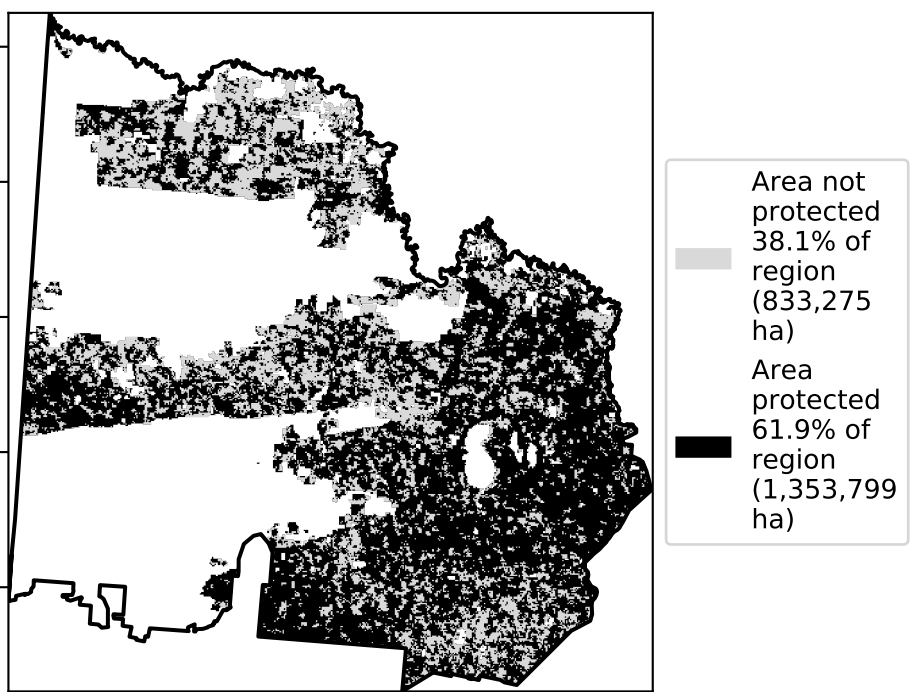 Area not
protected
38.1% of
region
(833,275
ha)
Area
protected
61.9% of
region
(1,353,799
ha)